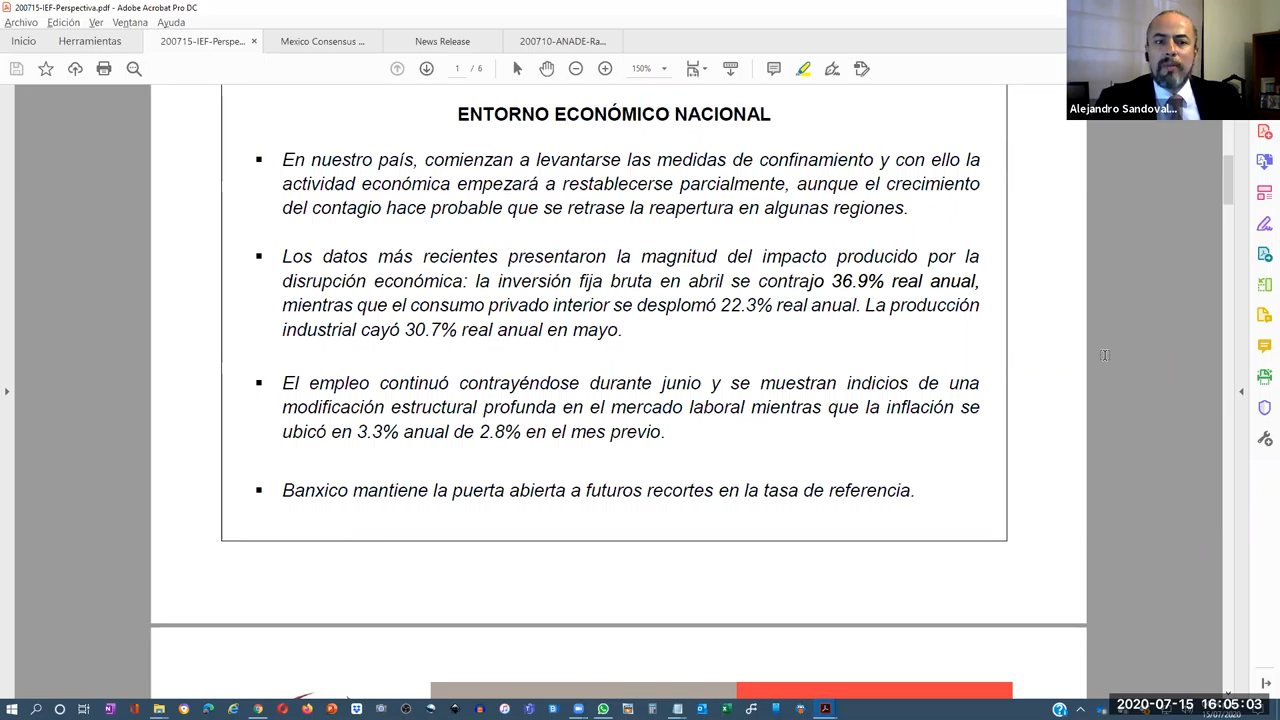 200715-IEF-Perspectiva.pdf - Adobe Acrobat Pro DC
Archivo Edición Ver Ventana Ayuda
Inicio Herramientas 200715-IEF-Perspe... × Mexico Consensus ... News Release 200710-ANADE-Ra...
1 / 6 150%
Alejandro Sandoval...
ENTORNO ECONÓMICO NACIONAL
▪ En nuestro país, comienzan a levantarse las medidas de confinamiento y con ello la
actividad económica empezará a restablecerse parcialmente, aunque el crecimiento
del contagio hace probable que se retrase la reapertura en algunas regiones.
▪ Los datos más recientes presentaron la magnitud del impacto producido por la
disrupción económica: la inversión fija bruta en abril se contrajo 36.9% real anual,
mientras que el consumo privado interior se desplomó 22.3% real anual. La producción
industrial cayó 30.7% real anual en mayo.
▪ El empleo continuó contrayéndose durante junio y se muestran indicios de una
modificación estructural profunda en el mercado laboral mientras que la inflación se
ubicó en 3.3% anual de 2.8% en el mes previo.
▪ Banxico mantiene la puerta abierta a futuros recortes en la tasa de referencia.
2020-07-15 16:05:03
15/07/2020